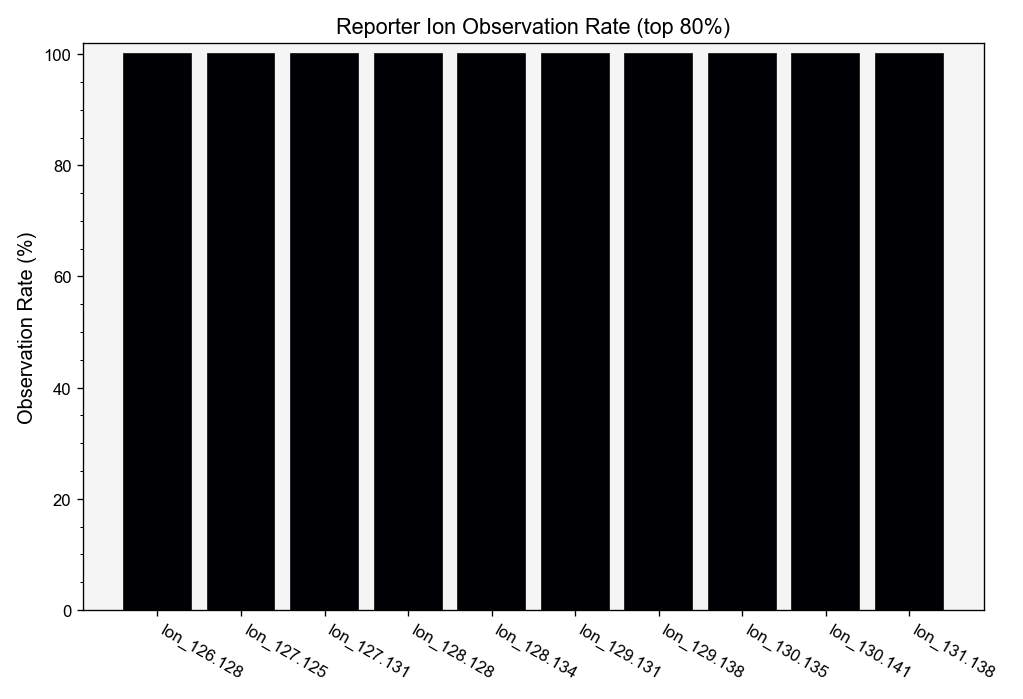 Reporter Ion Observation Rate (top 80%)
Observation Rate (%)
100
80
60
40
20
0
Ion_126.128
Ion_127.125
Ion_127.131
Ion_128.128
Ion_128.134
Ion_129.131
Ion_129.138
Ion_130.135
Ion_130.141
Ion_131.138